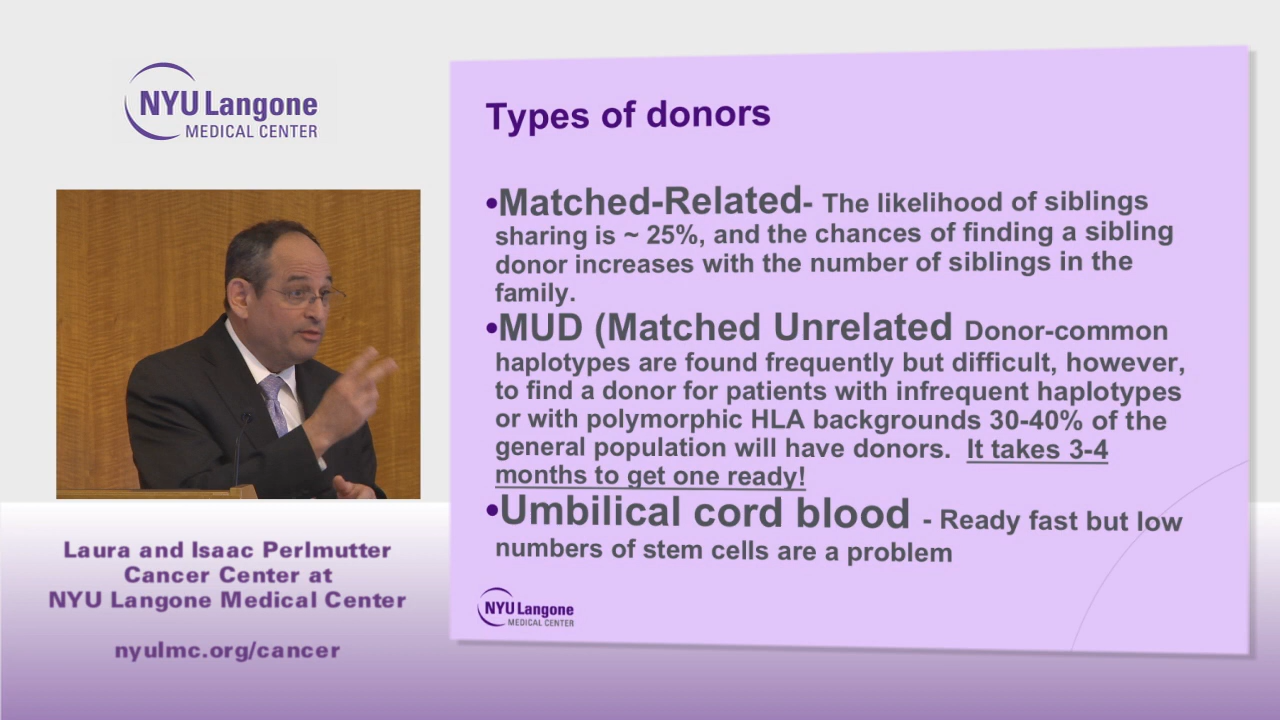 NYU Langone
MEDICAL CENTER
Laura and Isaac Perlmutter
Cancer Center at
NYU Langone Medical Center
nyulmc.org/cancer
Types of donors
•Matched-Related- The likelihood of siblings
sharing is ~ 25%, and the chances of finding a sibling
donor increases with the number of siblings in the
family.
•MUD (Matched Unrelated Donor-common
haplotypes are found frequently but difficult, however,
to find a donor for patients with infrequent haplotypes
or with polymorphic HLA backgrounds 30-40% of the
general population will have donors. It takes 3-4
months to get one ready!
•Umbilical cord blood - Ready fast but low
numbers of stem cells are a problem
NYU Langone
MEDICAL CENTER